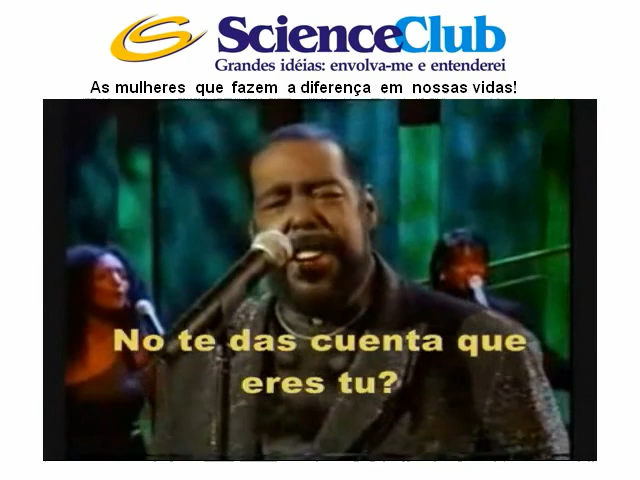 ScienceClub
Grandes idéias: envolva-me e entenderei
As mulheres que fazem a diferença em nossas vidas!
No te das cuenta que
eres tu?